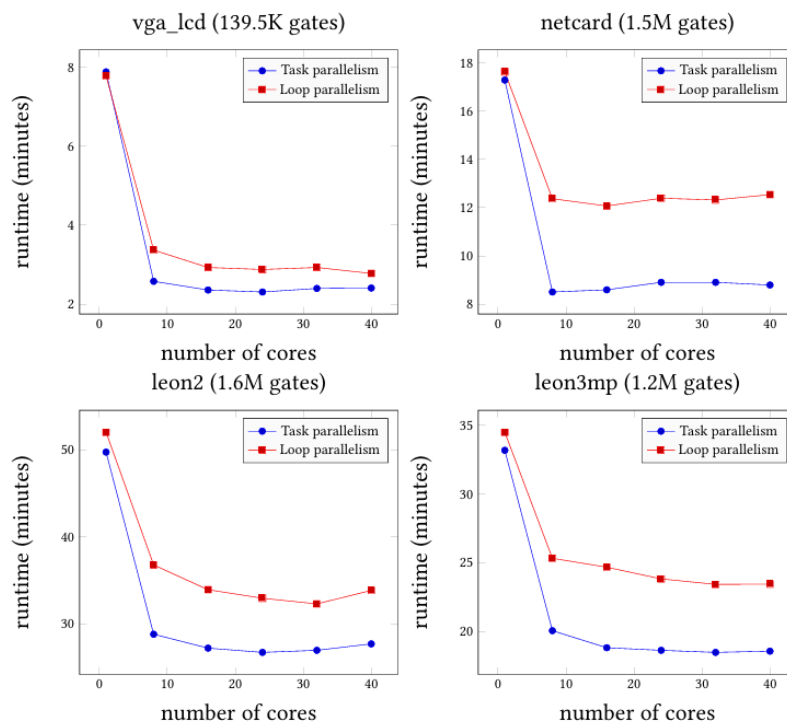 vga_lcd (139.5K gates)
8
6
4
2
runtime (minutes)
Task parallelism
Loop parallelism
0 10 20 30 40
number of cores
netcard (1.5M gates)
18
16
14
12
10
8
runtime (minutes)
Task parallelism
Loop parallelism
0 10 20 30 40
number of cores
leon2 (1.6M gates)
50
40
30
runtime (minutes)
Task parallelism
Loop parallelism
0 10 20 30 40
number of cores
leon3mp (1.2M gates)
35
30
25
20
runtime (minutes)
Task parallelism
Loop parallelism
0 10 20 30 40
number of cores